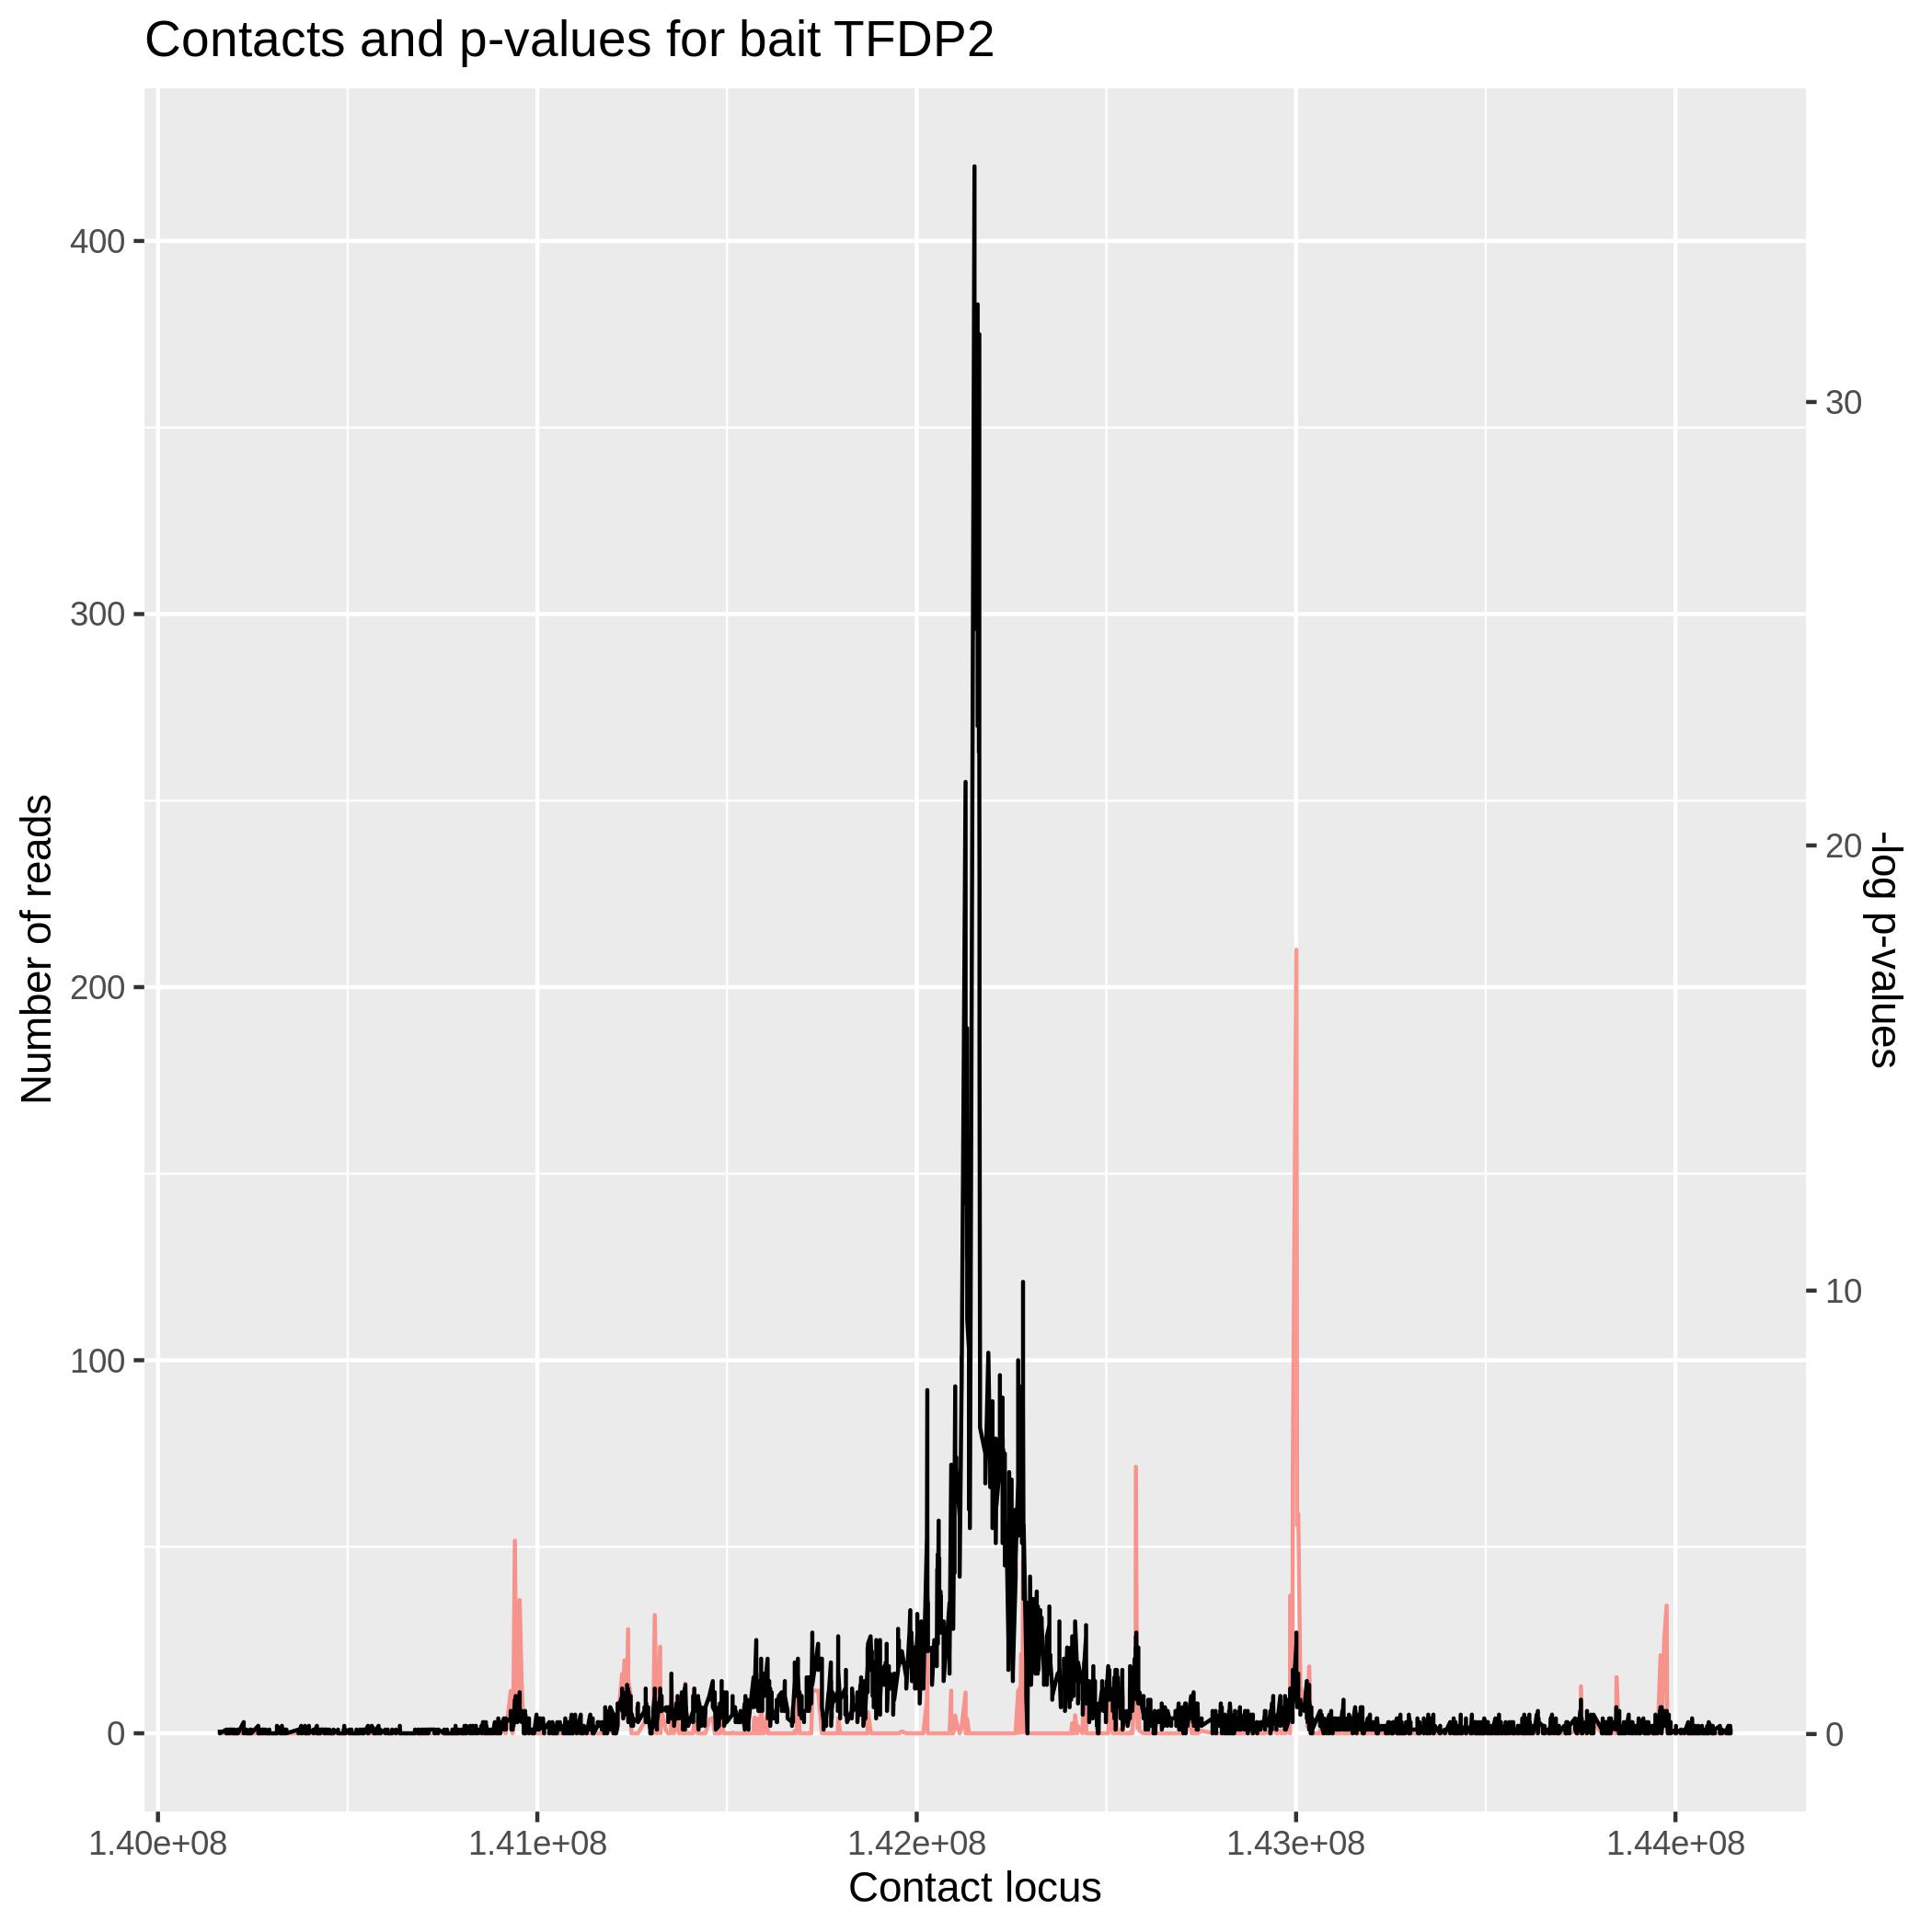 Contacts and p-values for bait TFDP2
400
300
200
100
0
Number of reads
30
20
10
0
-log p-values
1.40e+08
1.41e+08
1.42e+08
1.43e+08
1.44e+08
Contact locus